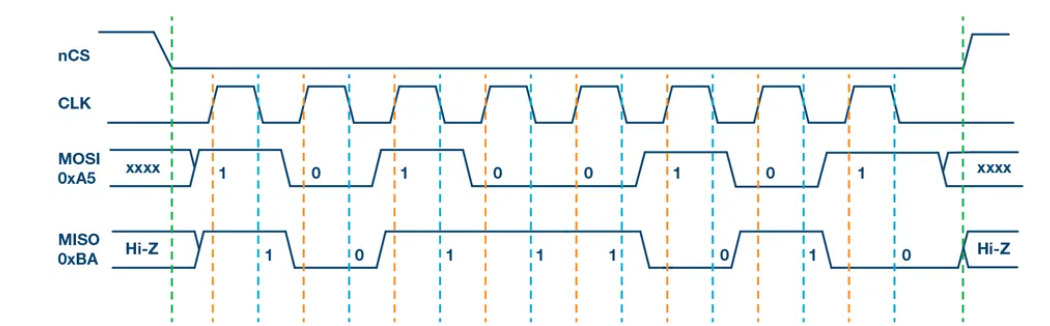 nCS
CLK
MOSI
0xA5
xxxx 1 0 1 0 0 1 0 1 xxxx
MISO
0xBA
Hi-Z 1 0 1 1 1 0 1 0 Hi-Z